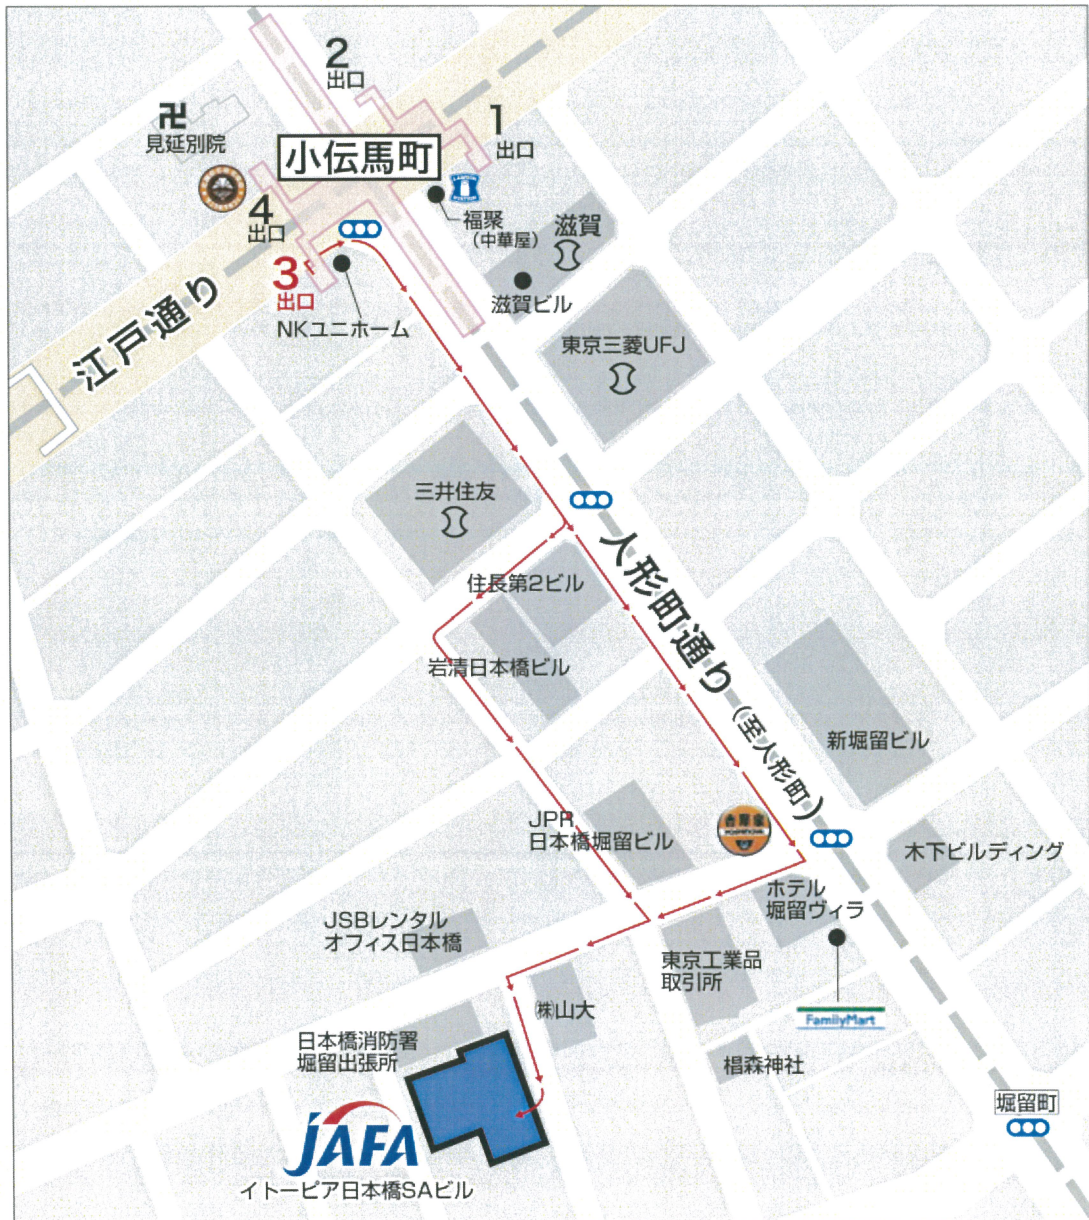 2
出口
卍
見延別院
1
出口
小伝馬町
LAWSON
STATION
4
出口
福聚
（中華屋）
滋賀
3
出口
滋賀ビル
NKユニホーム
江戸通り
東京三菱UFJ
三井住友
人形町通り（至人形町）
住長第2ビル
岩清日本橋ビル
新堀留ビル
吉野家
JPR
日本橋堀留ビル
木下ビルディング
ホテル
堀留ヴィラ
JSBレンタル
オフィス日本橋
東京工業品
取引所
㈱山大
FamilyMart
日本橋消防署
堀留出張所
椙森神社
堀留町
JAFA
イトーピア日本橋SAビル